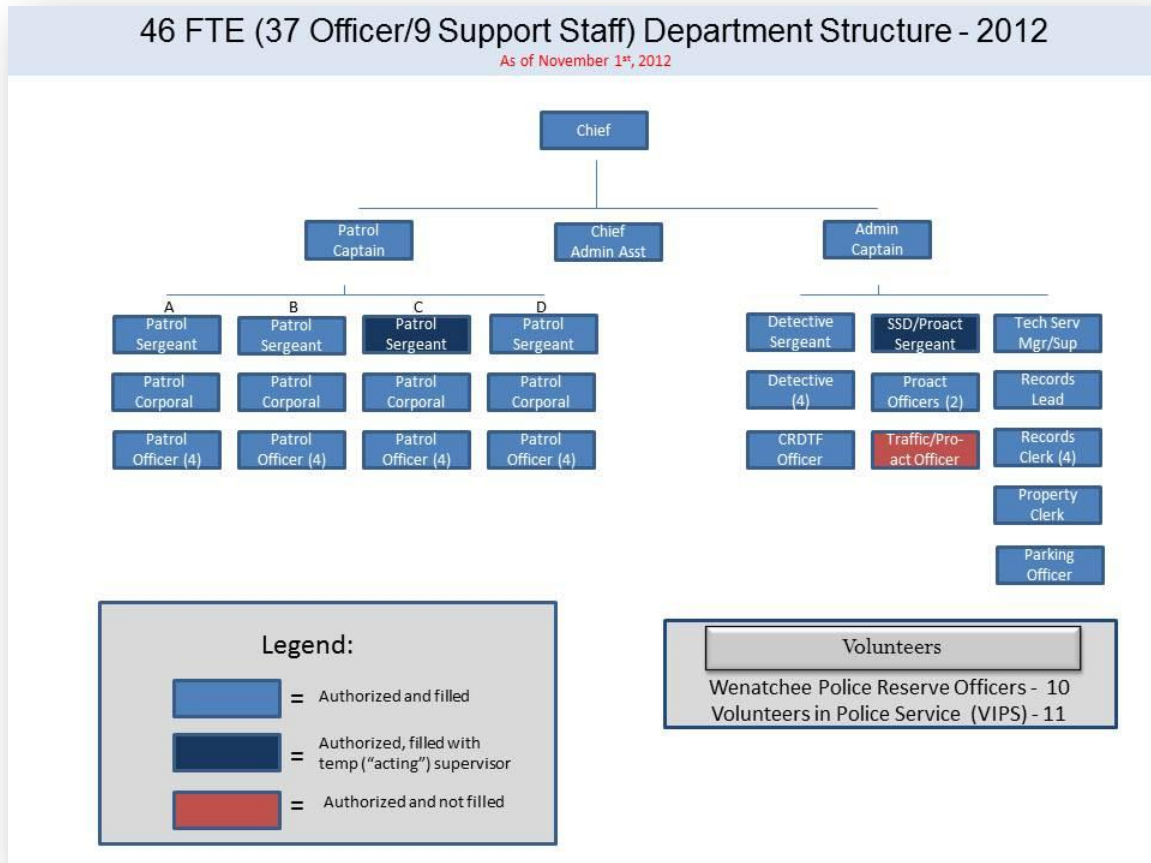 46 FTE (37 Officer/9 Support Staff) Department Structure - 2012
As of November 1st, 2012
Chief
Patrol
Captain
Chief
Admin Asst
Admin
Captain
A
B
C
D
Patrol
Sergeant
Patrol
Sergeant
Patrol
Sergeant
Patrol
Sergeant
Patrol
Corporal
Patrol
Corporal
Patrol
Corporal
Patrol
Corporal
Patrol
Officer (4)
Patrol
Officer (4)
Patrol
Officer (4)
Patrol
Officer (4)
Detective
Sergeant
SSD/Proact
Sergeant
Tech Serv
Mgr/Sup
Detective
(4)
Proact
Officers (2)
Records
Lead
CRDTF
Officer
Traffic/Pro-
act Officer
Records
Clerk (4)
Property
Clerk
Parking
Officer
Legend:
= Authorized and filled
= Authorized, filled with
temp ("acting") supervisor
= Authorized and not filled
Volunteers
Wenatchee Police Reserve Officers - 10
Volunteers in Police Service (VIPS) - 11